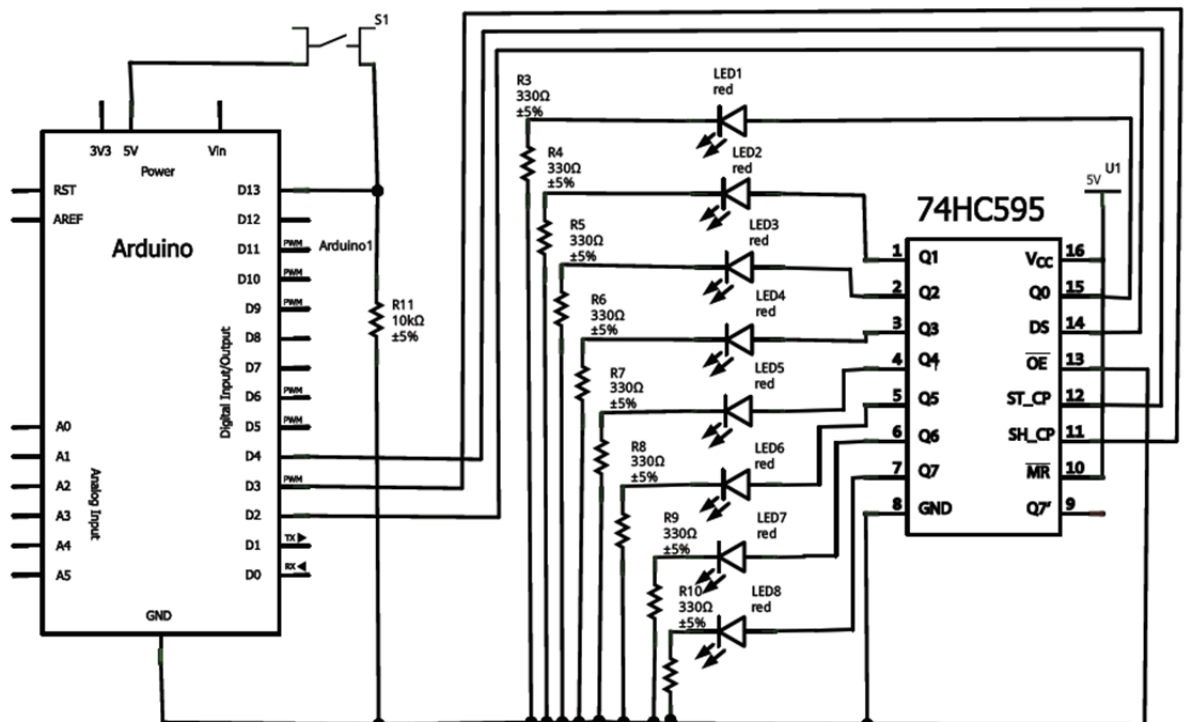 S1
3V3
5V
Vin
Power
RST
AREF
Arduino
D13
D12
D11
PWM
Arduino1
D10
PWM
D9
PWM
D8
D7
D6
PWM
D5
PWM
D4
D3
PWM
D2
D1
TX
D0
RX
Digital Input/Output
A0
A1
A2
A3
A4
A5
Analog Input
GND
R11
10kΩ
±5%
R3
330Ω
±5%
R4
330Ω
±5%
R5
330Ω
±5%
R6
330Ω
±5%
R7
330Ω
±5%
R8
330Ω
±5%
R9
330Ω
±5%
R10
330Ω
±5%
LED1
red
LED2
red
LED3
red
LED4
red
LED5
red
LED6
red
LED7
red
LED8
red
U1
5V
74HC595
1 Q1
2 Q2
3 Q3
4 Q4
5 Q5
6 Q6
7 Q7
8 GND
VCC 16
Q0 15
DS 14
OE 13
ST_CP 12
SH_CP 11
MR 10
Q7' 9